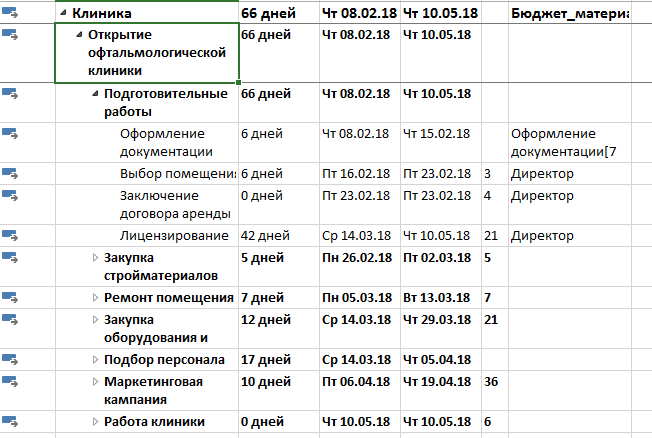 Клиника 66 дней Чт 08.02.18 Чт 10.05.18 Бюджет_материа
Открытие 66 дней Чт 08.02.18 Чт 10.05.18
офтальмологической
клиники
Подготовительные 66 дней Чт 08.02.18 Чт 10.05.18
работы
Оформление 6 дней Чт 08.02.18 Чт 15.02.18 Оформление
документации документации[7
Выбор помещения 6 дней Пт 16.02.18 Пт 23.02.18 3 Директор
Заключение 0 дней Пт 23.02.18 Пт 23.02.18 4 Директор
договора аренды
Лицензирование 42 дней Ср 14.03.18 Чт 10.05.18 21 Директор
Закупка 5 дней Пн 26.02.18 Пт 02.03.18 5
стройматериалов
Ремонт помещения 7 дней Пн 05.03.18 Вт 13.03.18 7
Закупка 12 дней Ср 14.03.18 Чт 29.03.18 21
оборудования и
Подбор персонала 17 дней Ср 14.03.18 Чт 05.04.18
Маркетинговая 10 дней Пт 06.04.18 Чт 19.04.18 36
кампания
Работа клиники 0 дней Чт 10.05.18 Чт 10.05.18 6